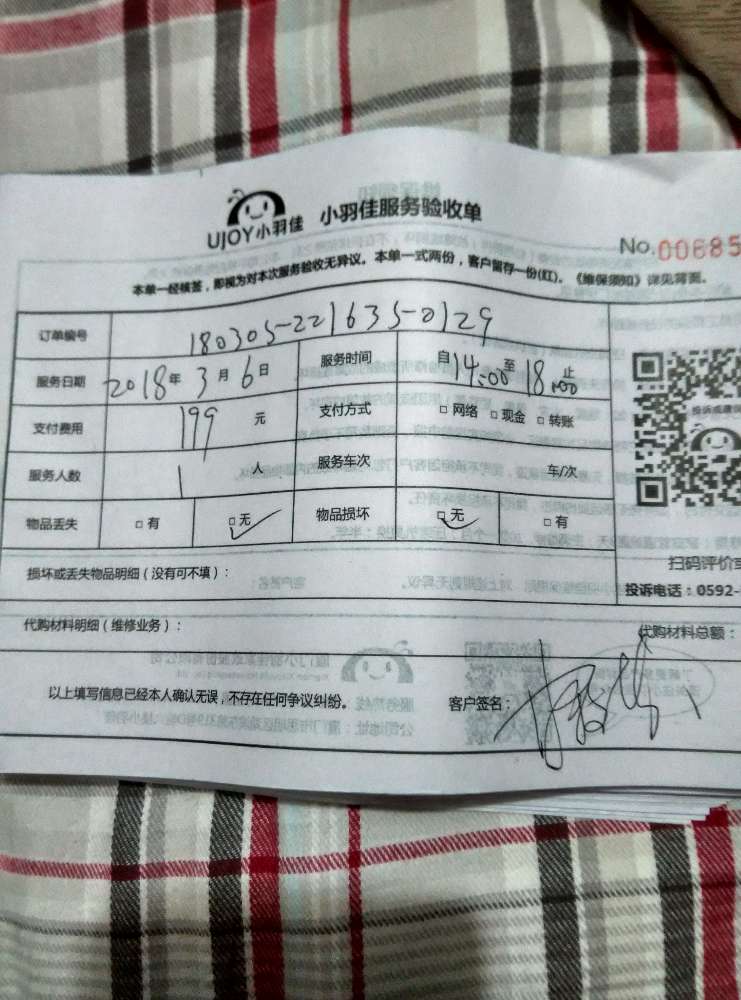 UJOY小羽佳 小羽佳服务验收单
No.00685
本单一经核签，即视为对本次服务验收无异议。本单一式两份，客户留存一份(红)。《维保须知》详见背面。
订单编号 180305-221635-0129
服务日期 2018年3月6日 服务时间 自14:00至18:00止
支付费用 199元 支付方式 □网络 □现金 □转账
服务人数 1人 服务车次 车/次
物品丢失 □有 □无 物品损坏 □无 □有
损坏或丢失物品明细（没有可不填）：
扫码评价
投诉电话：0592-
代购材料明细（维修业务）： 代购材料总额：
以上填写信息已经本人确认无误，不存在任何争议纠纷。 客户签名：